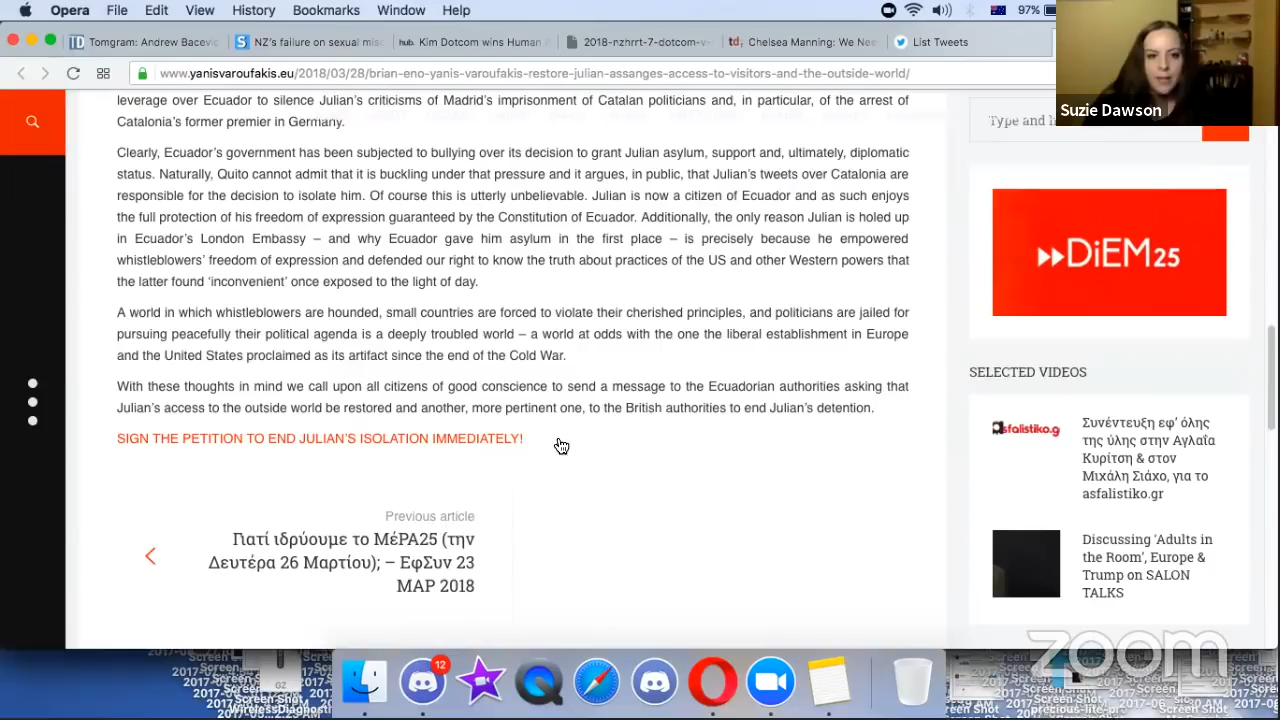 Opera File Edit View History Bookmarks Window Help 97%
Tomgram: Andrew Bacevic NZ's failure on sexual misc hub. Kim Dotcom wins Human 2018-nzhrrt-7-dotcom-v- td; Chelsea Manning: We Nee List Tweets
www.yanisvaroufakis.eu/2018/03/28/brian-eno-yanis-varoufakis-restore-julian-assanges-access-to-visitors-and-the-outside-world/
Suzie Dawson
leverage over Ecuador to silence Julian's criticisms of Madrid's imprisonment of Catalan politicians and, in particular, of the arrest of
Catalonia's former premier in Germany.
Clearly, Ecuador's government has been subjected to bullying over its decision to grant Julian asylum, support and, ultimately, diplomatic
status. Naturally, Quito cannot admit that it is buckling under that pressure and it argues, in public, that Julian's tweets over Catalonia are
responsible for the decision to isolate him. Of course this is utterly unbelievable. Julian is now a citizen of Ecuador and as such enjoys
the full protection of his freedom of expression guaranteed by the Constitution of Ecuador. Additionally, the only reason Julian is holed up
in Ecuador's London Embassy – and why Ecuador gave him asylum in the first place – is precisely because he empowered
whistleblowers' freedom of expression and defended our right to know the truth about practices of the US and other Western powers that
the latter found 'inconvenient' once exposed to the light of day.
A world in which whistleblowers are hounded, small countries are forced to violate their cherished principles, and politicians are jailed for
pursuing peacefully their political agenda is a deeply troubled world – a world at odds with the one the liberal establishment in Europe
and the United States proclaimed as its artifact since the end of the Cold War.
With these thoughts in mind we call upon all citizens of good conscience to send a message to the Ecuadorian authorities asking that
Julian's access to the outside world be restored and another, more pertinent one, to the British authorities to end Julian's detention.
SIGN THE PETITION TO END JULIAN'S ISOLATION IMMEDIATELY!
Previous article
Γιατί ιδρύουμε το ΜέΡΑ25 (την
Δευτέρα 26 Μαρτίου); – ΕφΣυν 23
ΜΑΡ 2018
Type and
DiEM25
SELECTED VIDEOS
asfalistiko.g
Συνέντευξη εφ' όλης
της ύλης στην Αγλαΐα
Κυρίτση & στον
Μιχάλη Σιάχο, για το
asfalistiko.gr
Discussing 'Adults in
the Room', Europe &
Trump on SALON
TALKS
zoom
12